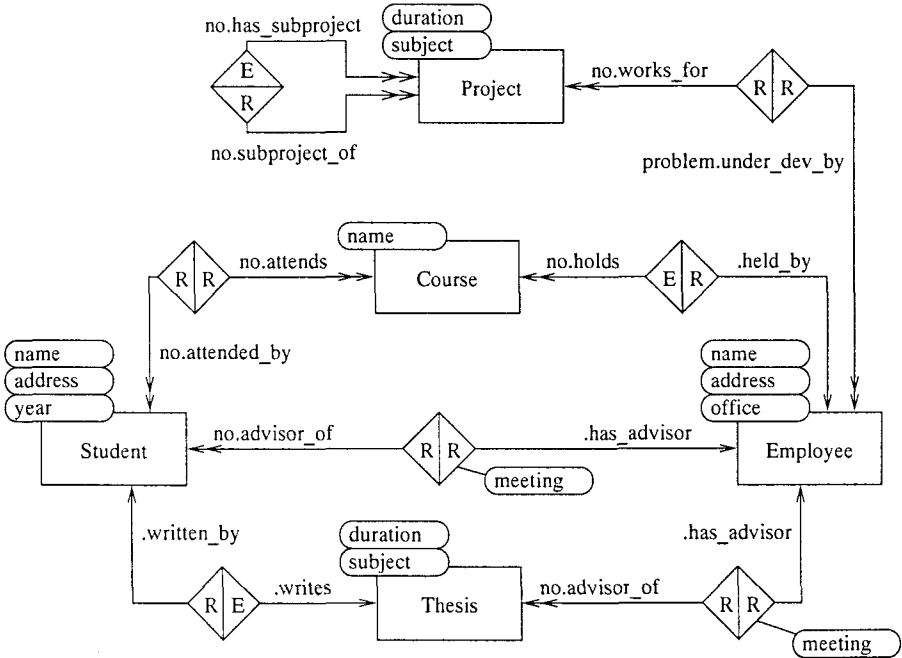 no.has_subproject
duration
subject
E
R
Project
no.works_for
R R
no.subproject_of
problem.under_dev_by
name
R R
no.attends
Course
no.holds
E R
.held_by
no.attended_by
name
address
year
Student
no.advisor_of
R R
meeting
.has_advisor
name
address
office
Employee
.written_by
R E
.writes
duration
subject
Thesis
no.advisor_of
R R
.has_advisor
meeting